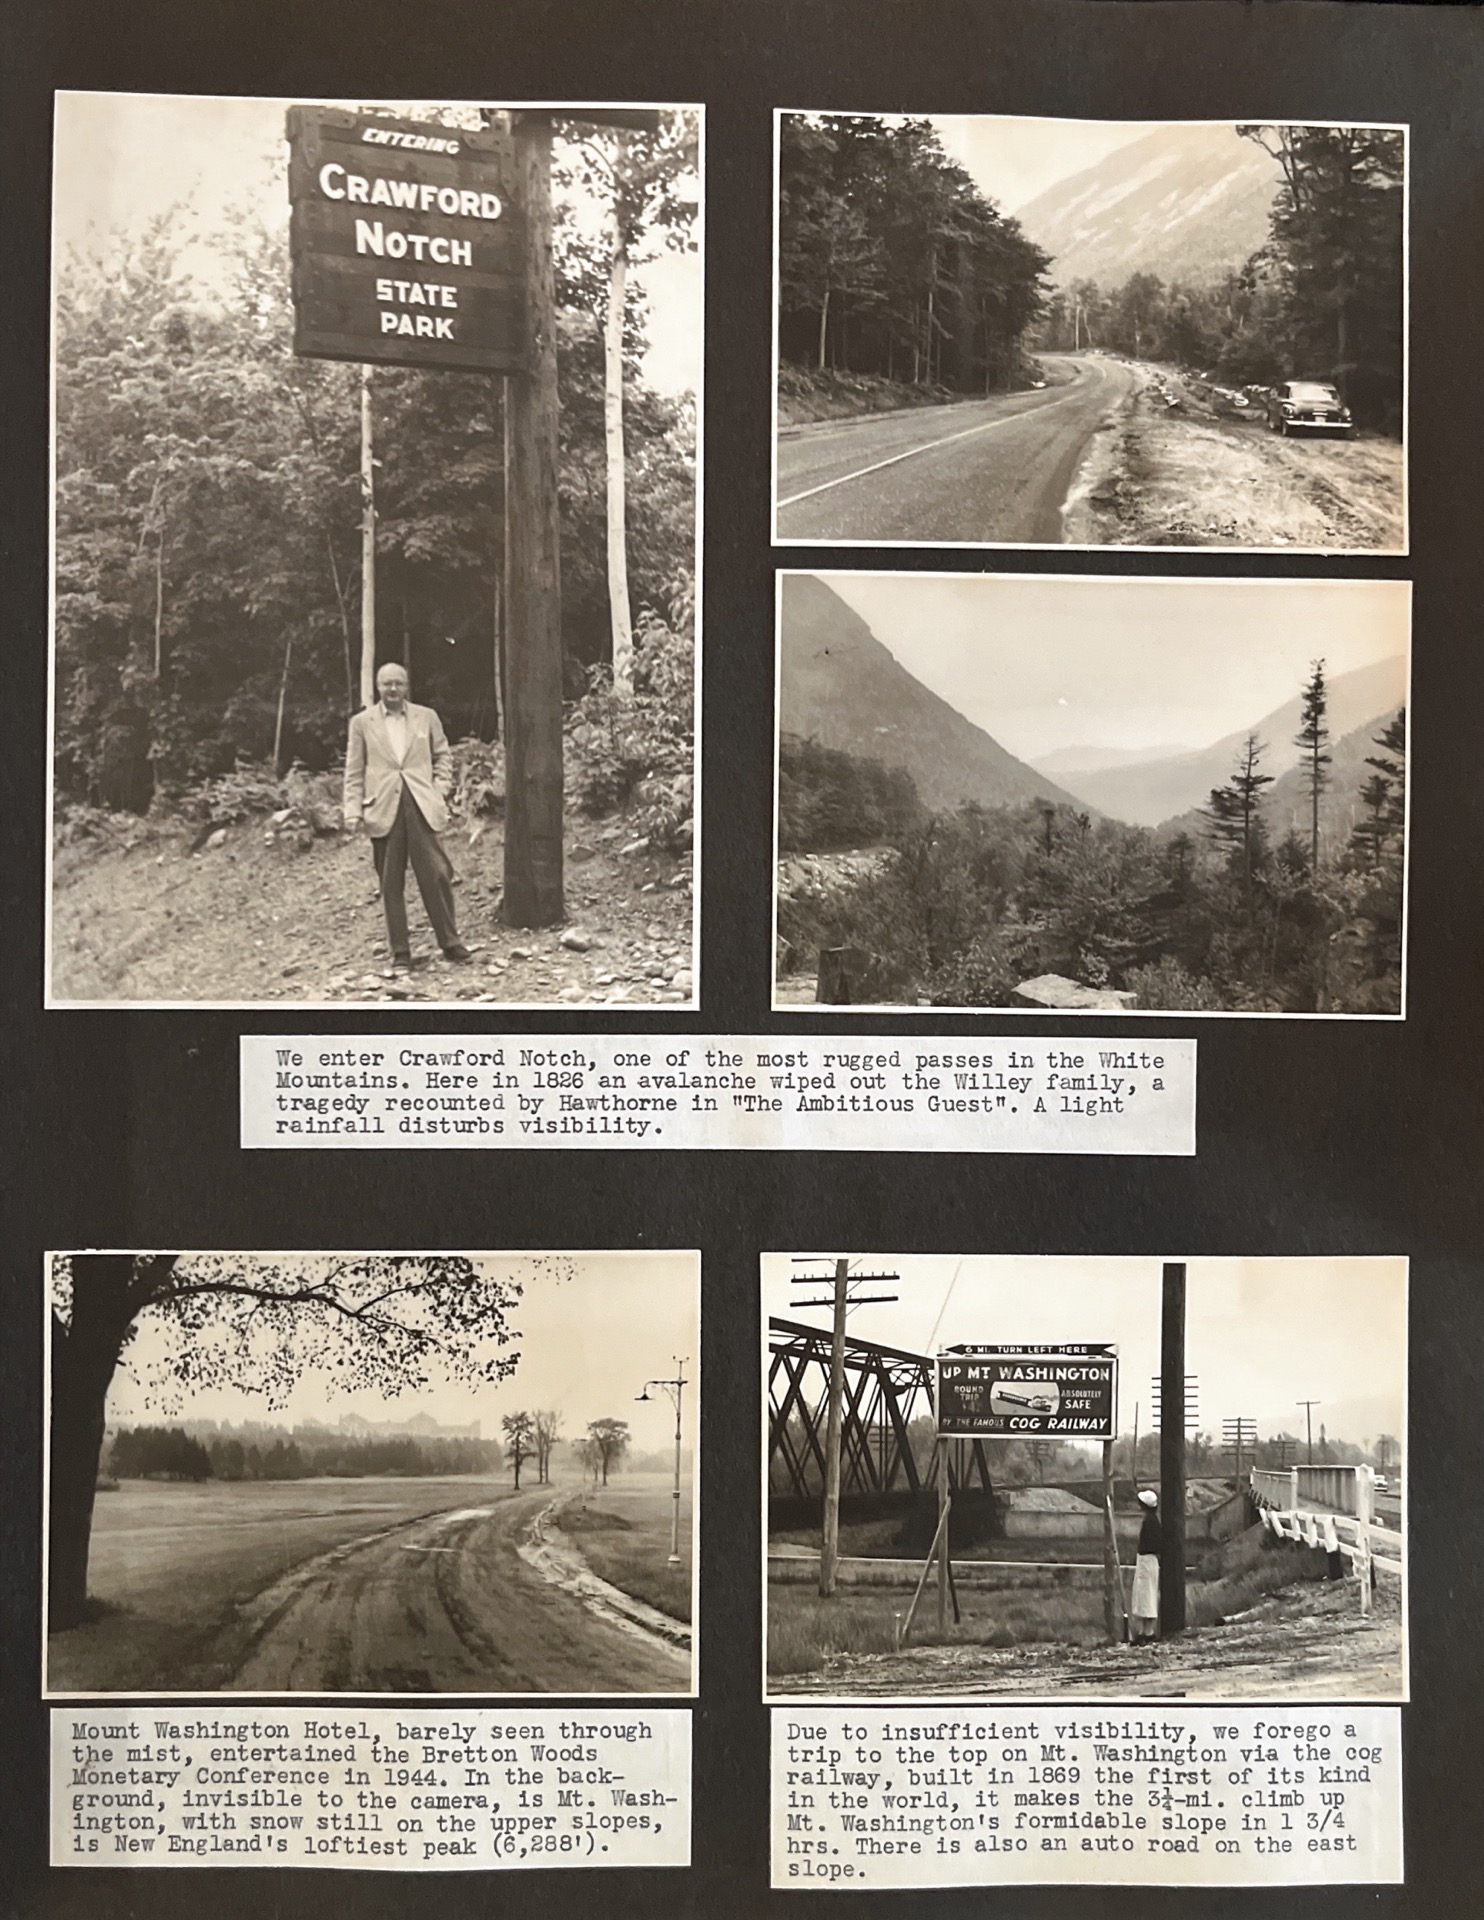 ENTERING
CRAWFORD
NOTCH
STATE
PARK
We enter Crawford Notch, one of the most rugged passes in the White
Mountains. Here in 1826 an avalanche wiped out the Willey family, a
tragedy recounted by Hawthorne in "The Ambitious Guest". A light
rainfall disturbs visibility.
6 MI. TURN LEFT HERE
UP MT WASHINGTON
ROUND
TRIP
ABSOLUTELY
SAFE
BY THE FAMOUS COG RAILWAY
Mount Washington Hotel, barely seen through
the mist, entertained the Bretton Woods
Monetary Conference in 1944. In the back-
ground, invisible to the camera, is Mt. Wash-
ington, with snow still on the upper slopes,
is New England's loftiest peak (6,288').
Due to insufficient visibility, we forego a
trip to the top on Mt. Washington via the cog
railway, built in 1869 the first of its kind
in the world, it makes the 3¼-mi. climb up
Mt. Washington's formidable slope in 1 3/4
hrs. There is also an auto road on the east
slope.